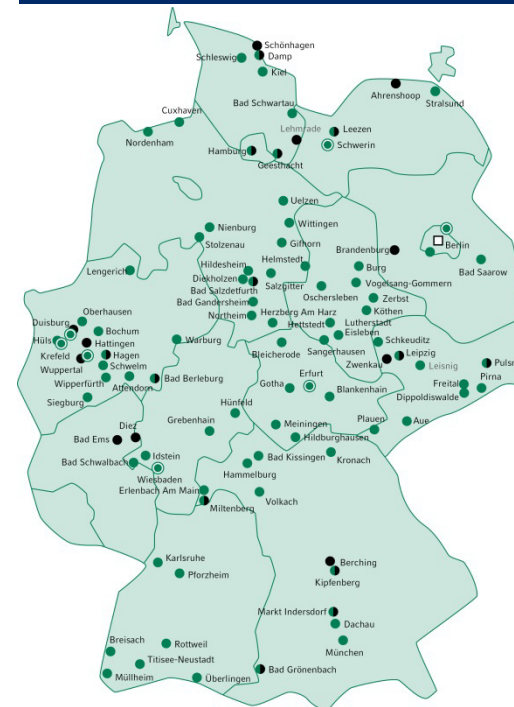 Schönhagen
Damp
Schleswig
Kiel
Ahrenshoop
Stralsund
Bad Schwartau
Cuxhaven
Nordenham
Lehmrade
Leezen
Schwerin
Hamburg
Geesthacht
Uelzen
Wittingen
Nienburg
Stolzenau
Gifhorn
Helmstedt
Brandenburg
Berlin
Bad Saarow
Lengerich
Hildesheim
Diekholzen
Bad Salzdetfurth
Bad Gandersheim
Northeim
Salzgitter
Burg
Vogelsang-Gommern
Oschersleben
Zerbst
Köthen
Herzberg Am Harz
Hettstedt
Lutherstadt
Eisleben
Oberhausen
Duisburg
Bochum
Hüls
Hattingen
Krefeld
Hagen
Wuppertal
Schwelm
Wipperfürth
Attendorn
Siegburg
Warburg
Bad Berleburg
Bleicherode
Sangerhausen
Schkeuditz
Leipzig
Zwenkau
Leisnig
Pulsn
Pirna
Freital
Dippoldiswalde
Erfurt
Gotha
Blankenhain
Hünfeld
Grebenhain
Meiningen
Hildburghausen
Plauen
Aue
Diez
Bad Ems
Idstein
Bad Schwalbach
Wiesbaden
Erlenbach Am Main
Miltenberg
Bad Kissingen
Hammelburg
Kronach
Volkach
Karlsruhe
Pforzheim
Berching
Kipfenberg
Markt Indersdorf
Dachau
München
Breisach
Rottweil
Titisee-Neustadt
Müllheim
Überlingen
Bad Grönenbach